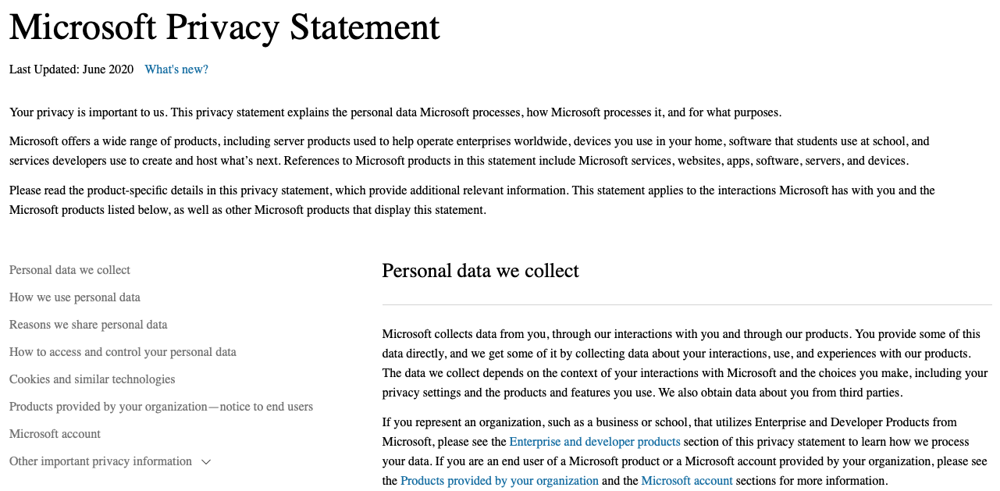 Microsoft Privacy Statement
Last Updated: June 2020 What's new?
Your privacy is important to us. This privacy statement explains the personal data Microsoft processes, how Microsoft processes it, and for what purposes.
Microsoft offers a wide range of products, including server products used to help operate enterprises worldwide, devices you use in your home, software that students use at school, and
services developers use to create and host what’s next. References to Microsoft products in this statement include Microsoft services, websites, apps, software, servers, and devices.
Please read the product-specific details in this privacy statement, which provide additional relevant information. This statement applies to the interactions Microsoft has with you and the
Microsoft products listed below, as well as other Microsoft products that display this statement.
Personal data we collect
How we use personal data
Reasons we share personal data
How to access and control your personal data
Cookies and similar technologies
Products provided by your organization—notice to end users
Microsoft account
Other important privacy information
Personal data we collect
Microsoft collects data from you, through our interactions with you and through our products. You provide some of this
data directly, and we get some of it by collecting data about your interactions, use, and experiences with our products.
The data we collect depends on the context of your interactions with Microsoft and the choices you make, including your
privacy settings and the products and features you use. We also obtain data about you from third parties.
If you represent an organization, such as a business or school, that utilizes Enterprise and Developer Products from
Microsoft, please see the Enterprise and developer products section of this privacy statement to learn how we process
your data. If you are an end user of a Microsoft product or a Microsoft account provided by your organization, please see
the Products provided by your organization and the Microsoft account sections for more information.